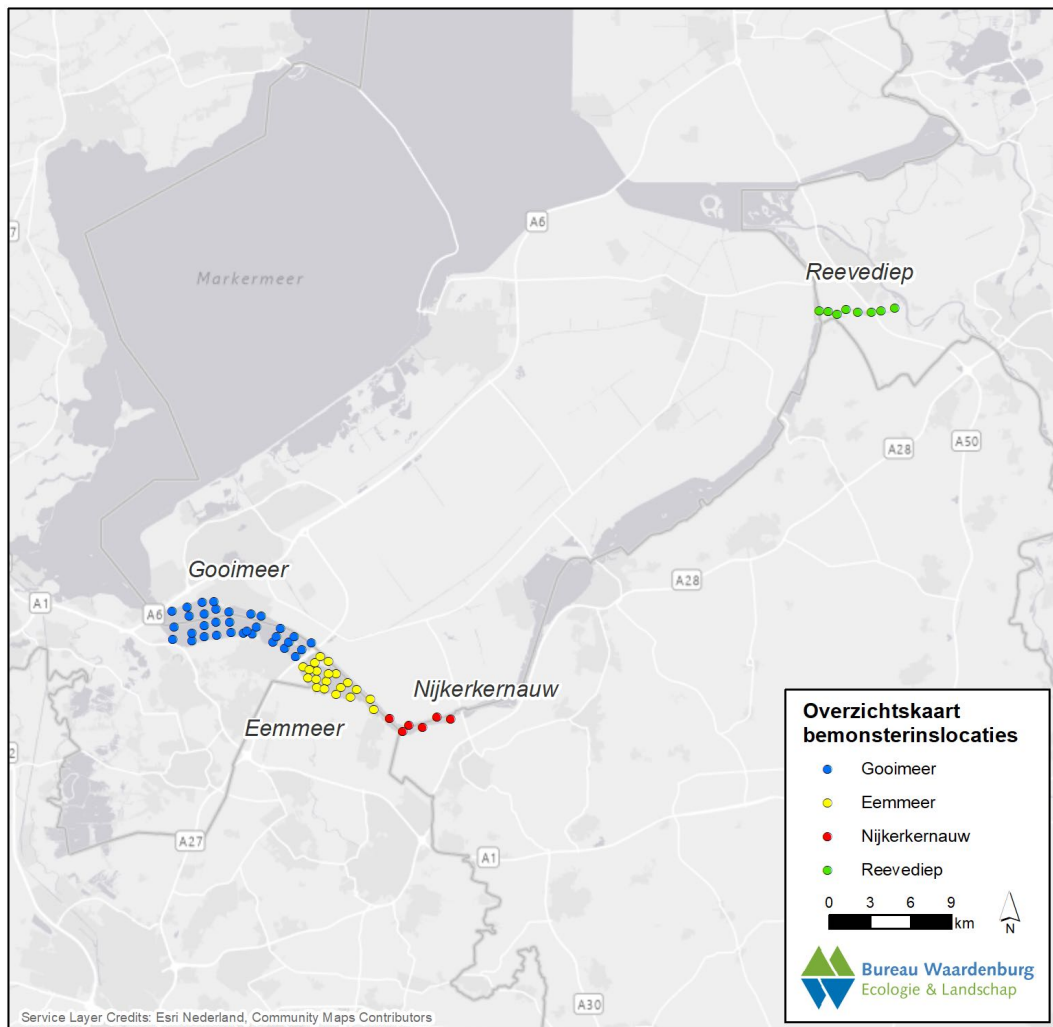 A6
Reevediep
Markermeer
A28
A50
Gooimeer
A28
A1
A6
Nijkerkernauw
Eemmeer
A27
A1
A30
Overzichtskaart
bemonsterinslocaties
Gooimeer
Eemmeer
Nijkerkernauw
Reevediep
0 3 6 9
km
N
Bureau Waardenburg
Ecologie & Landschap
Service Layer Credits: Esri Nederland, Community Maps Contributors